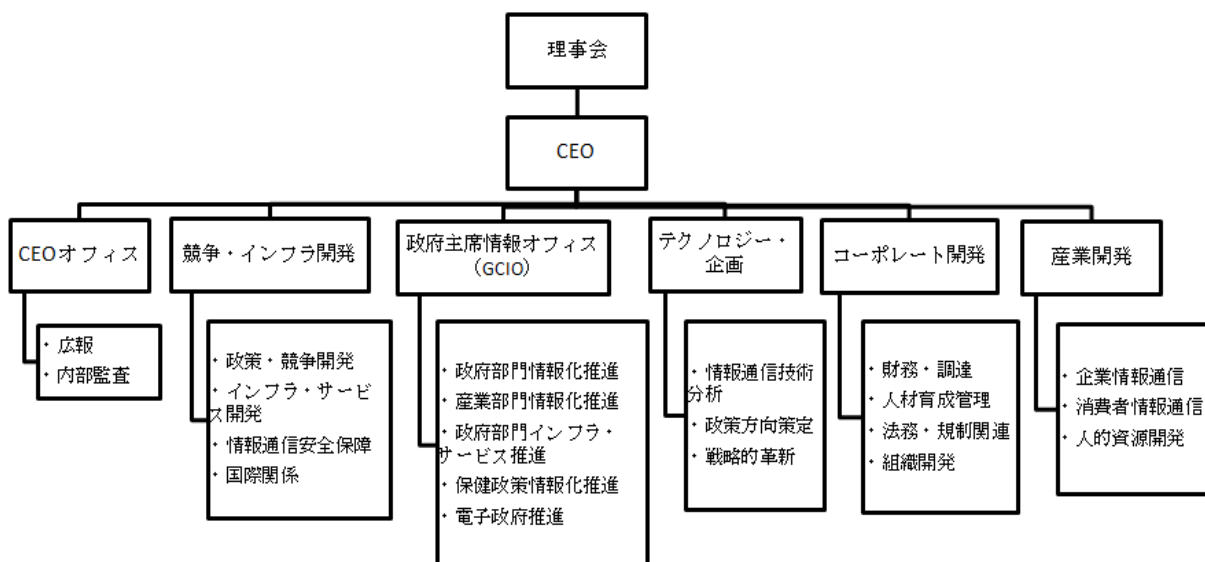 理事会
CEO
CEOオフィス
・広報
・内部監査
競争・インフラ開発
・政策・競争開発
・インフラ・サービ
ス開発
・情報通信安全保障
・国際関係
政府主席情報オフィス
(GCIO)
・政府部門情報化推進
・産業部門情報化推進
・政府部門インフラ・
サービス推進
・保健政策情報化推進
・電子政府推進
テクノロジー・
企画
・情報通信技術
分析
・政策方向策定
・戦略的革新
コーポレート開発
・財務・調達
・人材育成管理
・法務・規制関連
・組織開発
産業開発
・企業情報通信
・消費者情報通信
・人的資源開発